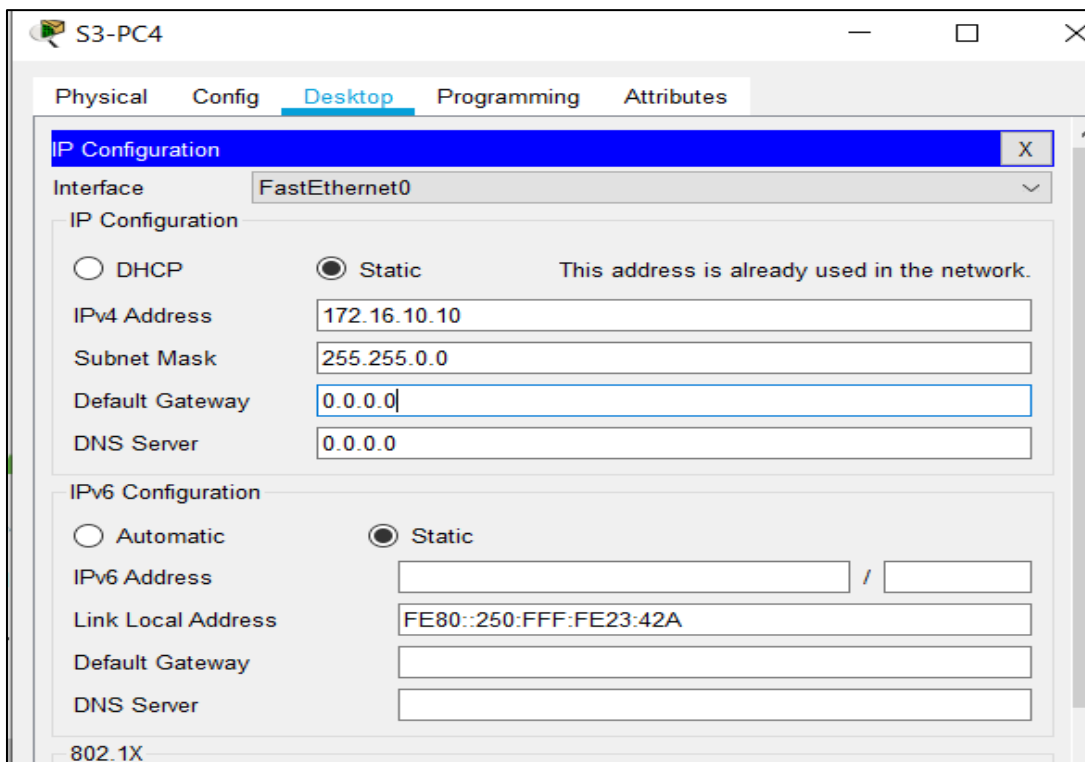 S3-PC4
Physical Config Desktop Programming Attributes
IP Configuration X
Interface FastEthernet0
IP Configuration
DHCP Static This address is already used in the network.
IPv4 Address 172.16.10.10
Subnet Mask 255.255.0.0
Default Gateway 0.0.0.0
DNS Server 0.0.0.0
IPv6 Configuration
Automatic Static
IPv6 Address /
Link Local Address FE80::250:FFF:FE23:42A
Default Gateway
DNS Server
802.1X